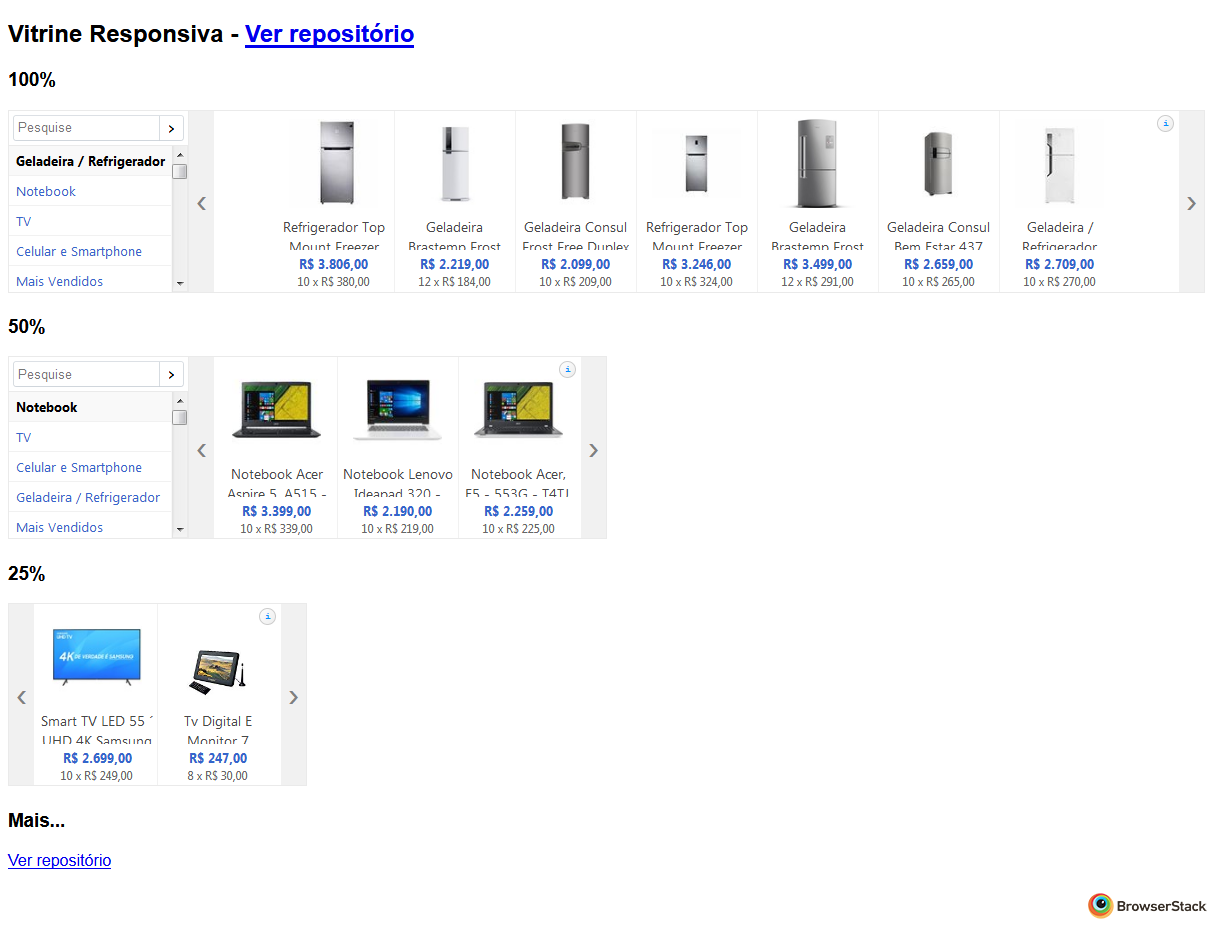 Vitrine Responsiva - Ver repositório
100%
Pesquise
Geladeira / Refrigerador
Notebook
TV
Celular e Smartphone
Mais Vendidos
Refrigerador Top Mount Freezer
R$ 3.806,00
10 x R$ 380,00
Geladeira Brastemp Frost
R$ 2.219,00
12 x R$ 184,00
Geladeira Consul Frost Free Duplex
R$ 2.099,00
10 x R$ 209,00
Refrigerador Top Mount Freezer
R$ 3.246,00
10 x R$ 324,00
Geladeira Brastemp Frost
R$ 3.499,00
12 x R$ 291,00
Geladeira Consul Bem Estar 437
R$ 2.659,00
10 x R$ 265,00
Geladeira / Refrigerador
R$ 2.709,00
10 x R$ 270,00
50%
Pesquise
Notebook
TV
Celular e Smartphone
Geladeira / Refrigerador
Mais Vendidos
Notebook Acer Aspire 5, A515 -
R$ 3.399,00
10 x R$ 339,00
Notebook Lenovo Ideapad 320 -
R$ 2.190,00
10 x R$ 219,00
Notebook Acer, E5 - 553G - T4TJ
R$ 2.259,00
10 x R$ 225,00
25%
UHD TV
4K DE VERDADE É SAMSUNG
Smart TV LED 55 ´ UHD 4K Samsung
R$ 2.699,00
10 x R$ 249,00
Tv Digital E Monitor 7
R$ 247,00
8 x R$ 30,00
Mais...
Ver repositório
BrowserStack